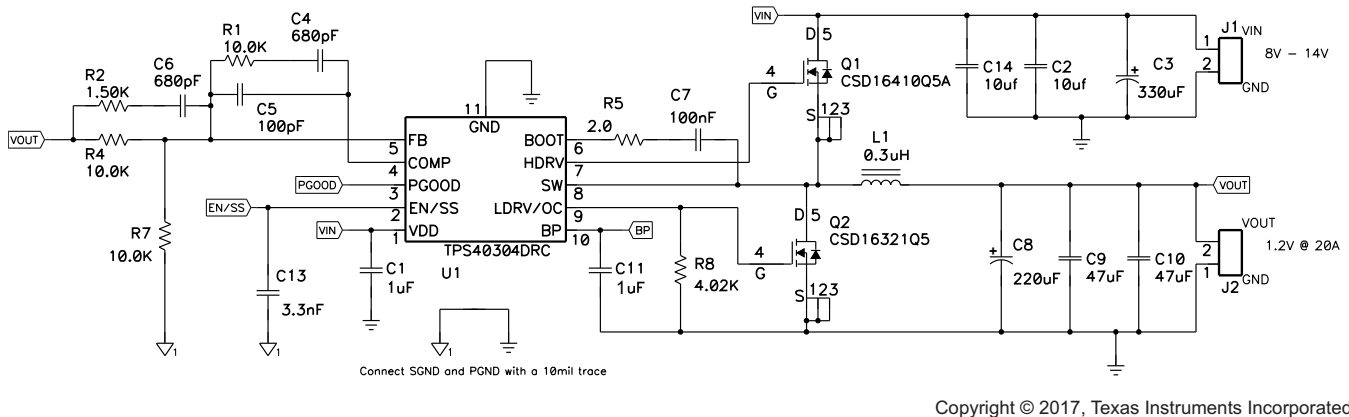 VIN
D 5
4
G
Q1
CSD16410Q5A
S 123
C14
10uf
C2
10uf
C3
330uF
J1
VIN
1
2
GND
8V – 14V
R1
10.0K
C4
680pF
C6
680pF
R2
1.50K
C5
100pF
VOUT
R4
10.0K
R7
10.0K
11
GND
FB
5
COMP
4
PGOOD
PGOOD
3
EN/SS
EN/SS
2
VIN
VDD
1
BOOT
6
HDRV
7
SW
8
LDRV/OC
9
BP
10
BP
TPS40304DRC
U1
R5
2.0
C7
100nF
L1
0.3uH
VOUT
D 5
4
G
Q2
CSD16321Q5
S 123
C13
3.3nF
C1
1uF
C11
1uF
R8
4.02K
C8
220uF
C9
47uF
C10
47uF
VOUT
2
1
GND
J2
1.2V @ 20A
1
1
1
Connect SGND and PGND with a 10mil trace
Copyright © 2017, Texas Instruments Incorporated